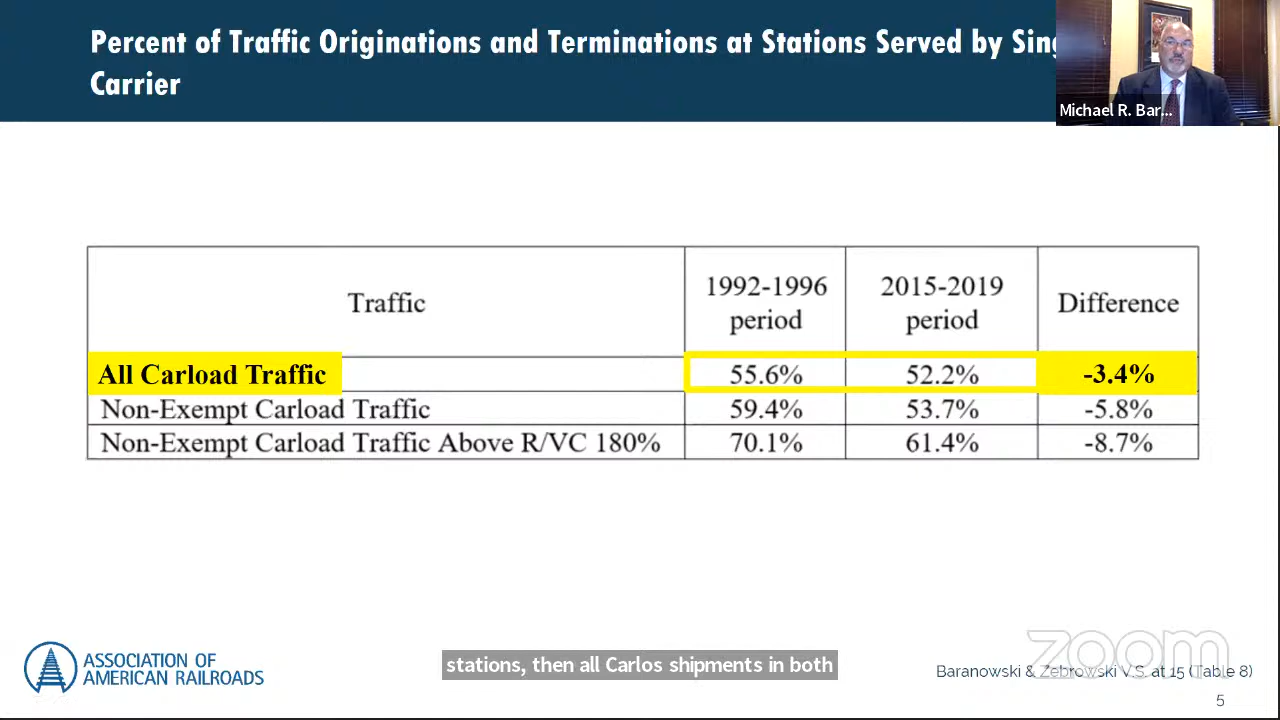 Percent of Traffic Originations and Terminations at Stations Served by Sing
Carrier
Michael R. Bar...
Traffic
1992-1996 period
2015-2019 period
Difference
All Carload Traffic 55.6% 52.2% -3.4%
Non-Exempt Carload Traffic 59.4% 53.7% -5.8%
Non-Exempt Carload Traffic Above R/VC 180% 70.1% 61.4% -8.7%
ASSOCIATION OF
AMERICAN RAILROADS
stations, then all Carlos shipments in both
zoom
Baranowski & Zebrowski V.S. at 15 (Table 8)
5